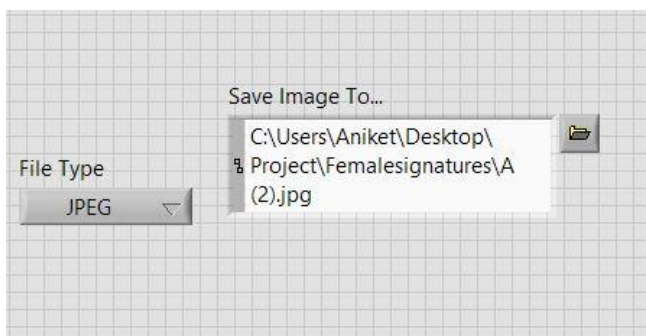 Save Image To...
C:\Users\Aniket\Desktop\
Project\Femalesignatures\A
(2).jpg
File Type
JPEG